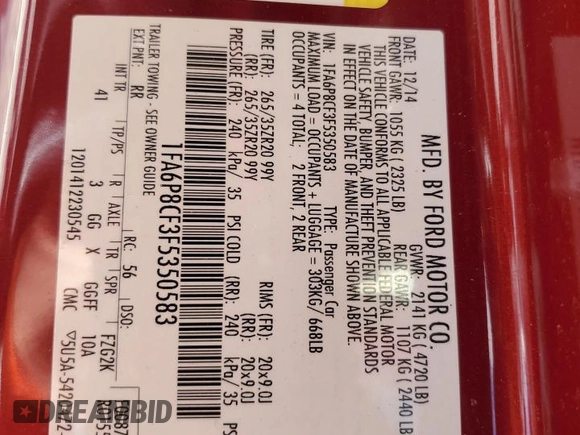 MFD. BY FORD MOTOR CO.
DATE: 12/14 GVWR: 2141 KG ( 4720 LB)
FRONT GAWR: 1055 KG ( 2325 LB) REAR GAWR: 1107 KG ( 2440 LB
THIS VEHICLE CONFORMS TO ALL APPLICABLE FEDERAL MOTOR
VEHICLE SAFETY, BUMPER, AND THEFT PREVENTION STANDARDS
IN EFFECT ON THE DATE OF MANUFACTURE SHOWN ABOVE.
VIN: 1FA6P8CF3F5350583 TYPE: Passenger Car
MAXIMUM LOAD = OCCUPANTS + LUGGAGE = 303KG/ 668LB
OCCUPANTS = 4 TOTAL; 2 FRONT, 2 REAR
TIRE (FR): 265/35ZR20 99Y RIMS (FR): 20x9.0J
(RR): 265/35ZR20 99Y (RR): 20x9.0J
PRESSURE (FR): 240 kPa/ 35 PSI COLD (RR): 240 kPa/ 35 PS
1FA6P8CF3F5350583
TRAILER TOWING - SEE OWNER GUIDE
EXT PNT: RR RC: 56 DSO:
INT TR TP/PS R AXLE TR SPR FZG2K
41 3 GG X GGFF 10A
1201412230545 CMC
DREAMBID